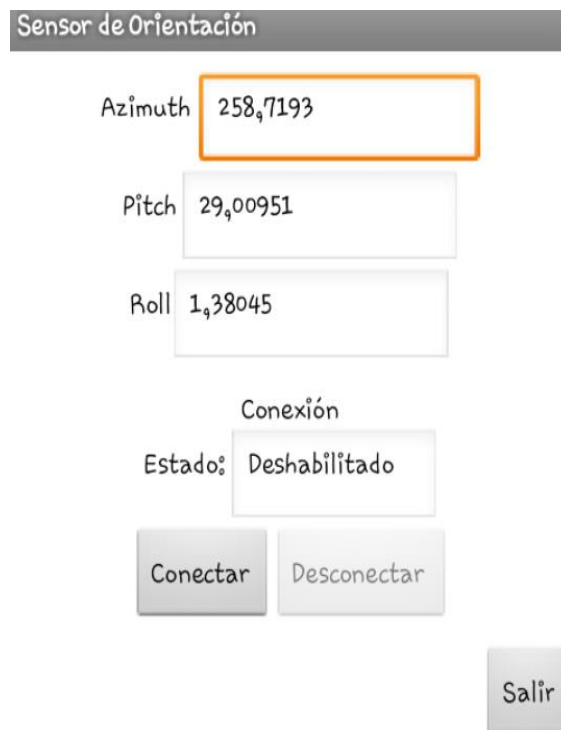 Sensor de Orientación
Azimuth 258,7193
Pitch 29,00951
Roll 1,38045
Conexión
Estado: Deshabilitado
Conectar Desconectar
Salir